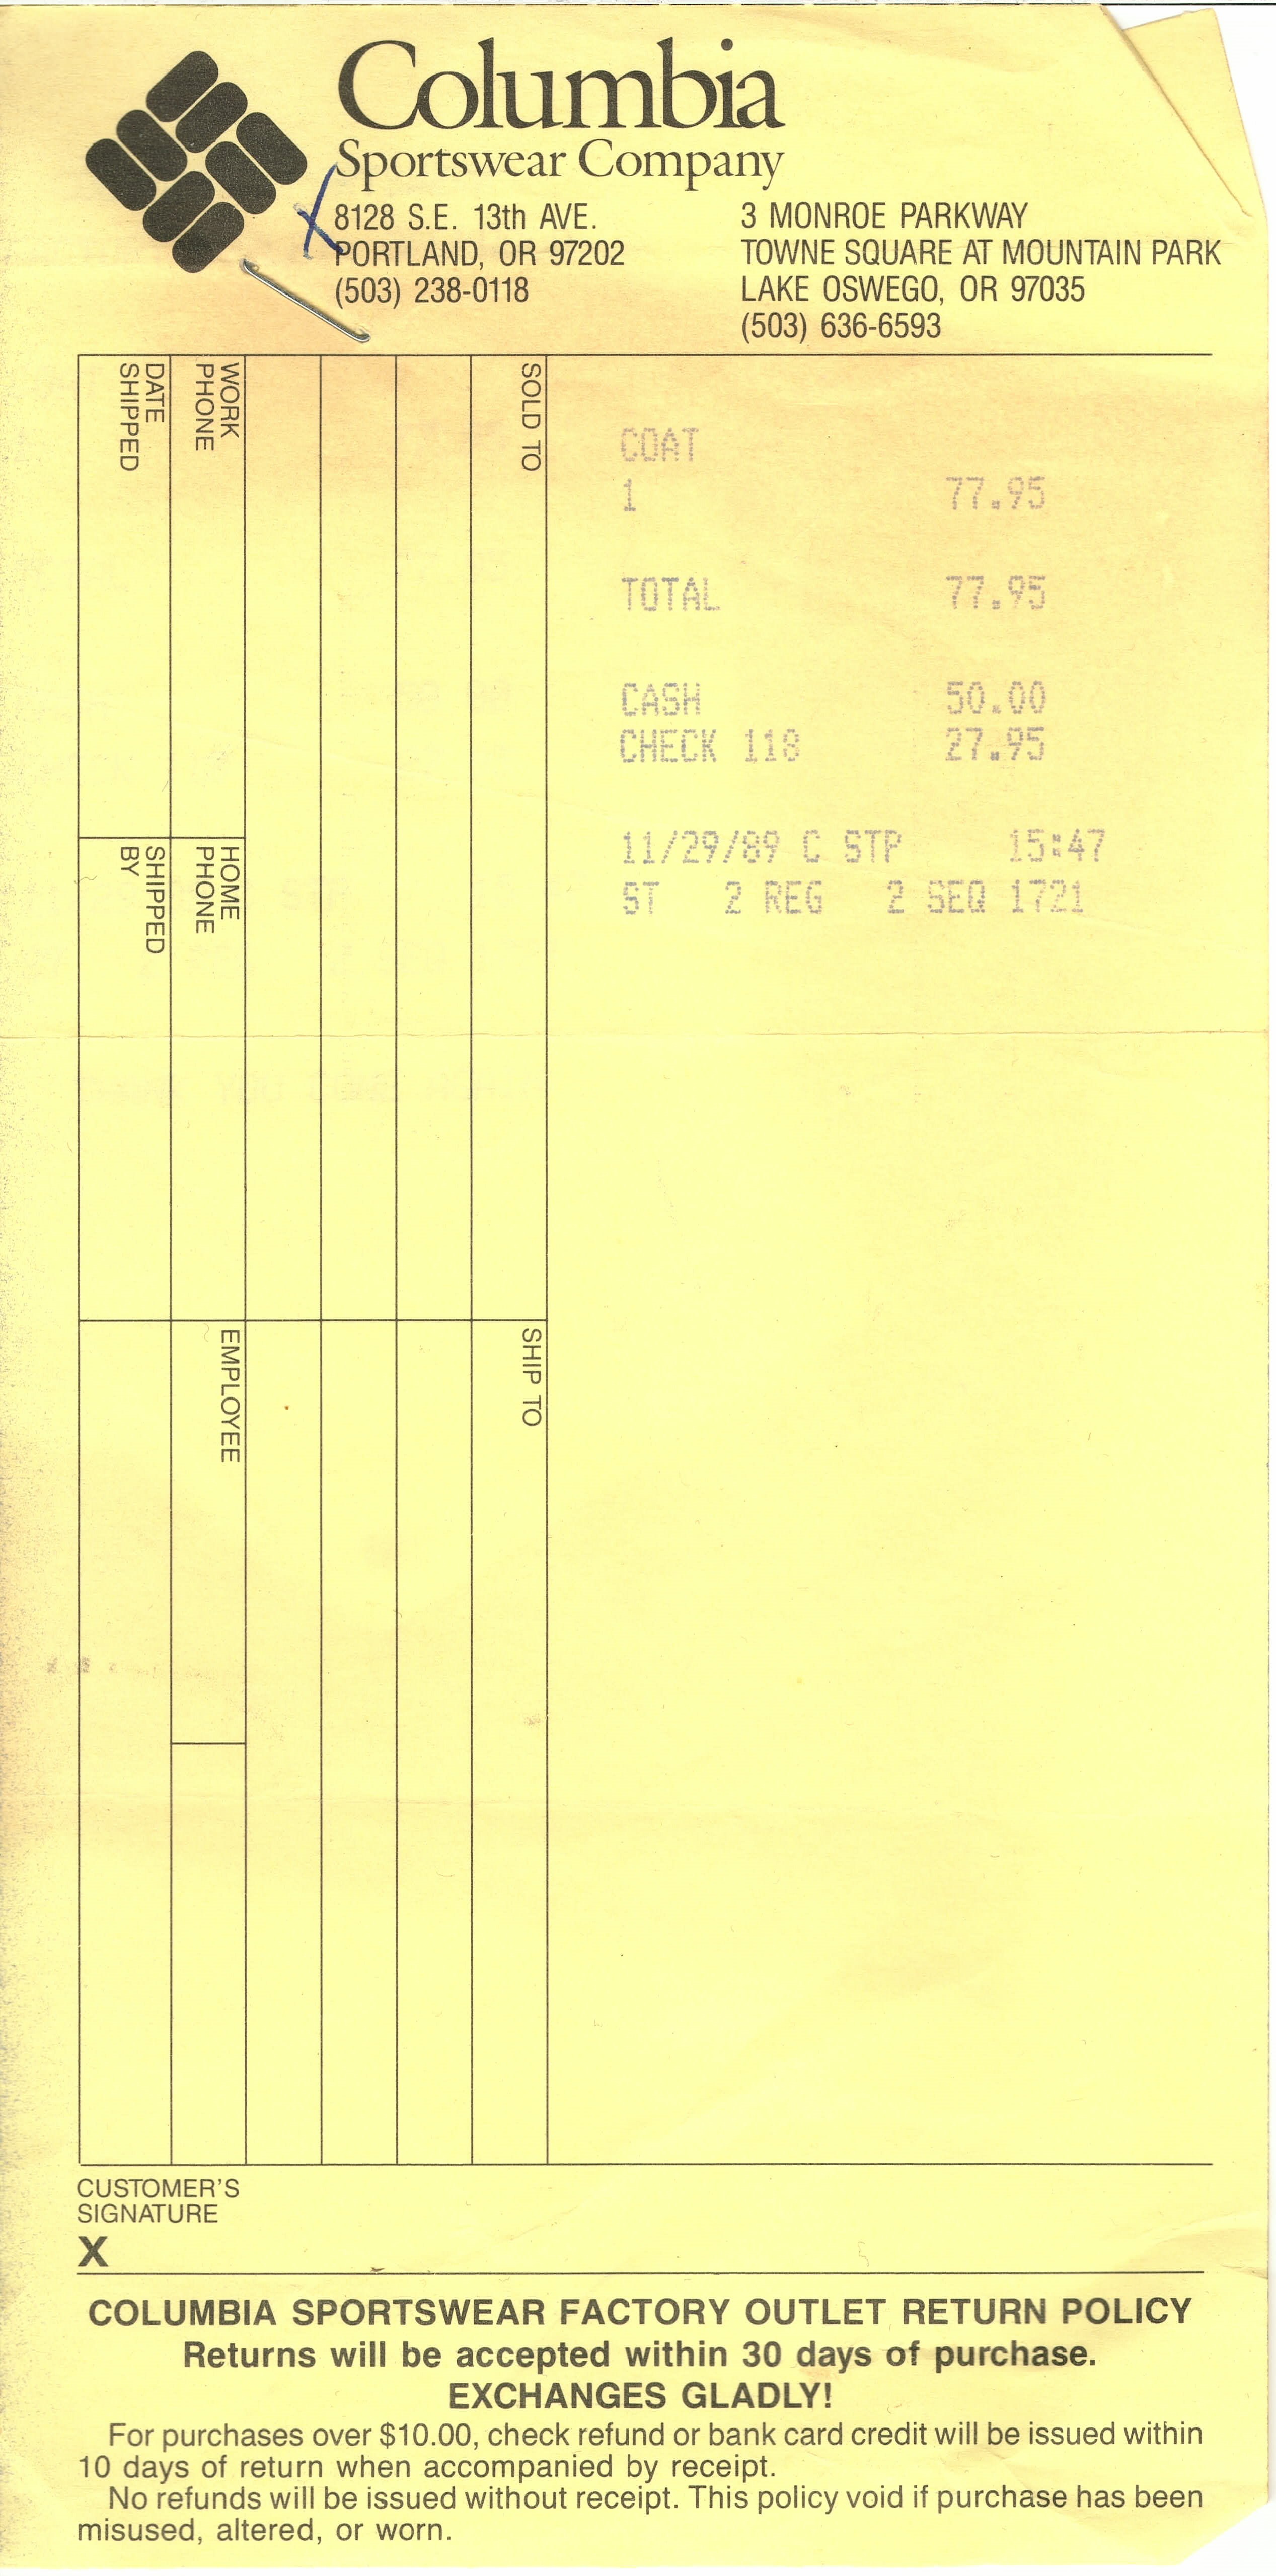 Columbia
Sportswear Company
X
8128 S.E. 13th AVE.
PORTLAND, OR 97202
(503) 238-0118
3 MONROE PARKWAY
TOWNE SQUARE AT MOUNTAIN PARK
LAKE OSWEGO, OR 97035
(503) 636-6593
SOLD TO
WORK
PHONE
DATE
SHIPPED
HOME
PHONE
SHIPPED
BY
SHIP TO
EMPLOYEE
COAT
1 77.95
TOTAL 77.95
CASH 50.00
CHECK 118 27.95
11/29/89 C STP 15:47
ST 2 REG 2 SEQ 1721
CUSTOMER'S
SIGNATURE
X
COLUMBIA SPORTSWEAR FACTORY OUTLET RETURN POLICY
Returns will be accepted within 30 days of purchase.
EXCHANGES GLADLY!
For purchases over $10.00, check refund or bank card credit will be issued within
10 days of return when accompanied by receipt.
No refunds will be issued without receipt. This policy void if purchase has been
misused, altered, or worn.